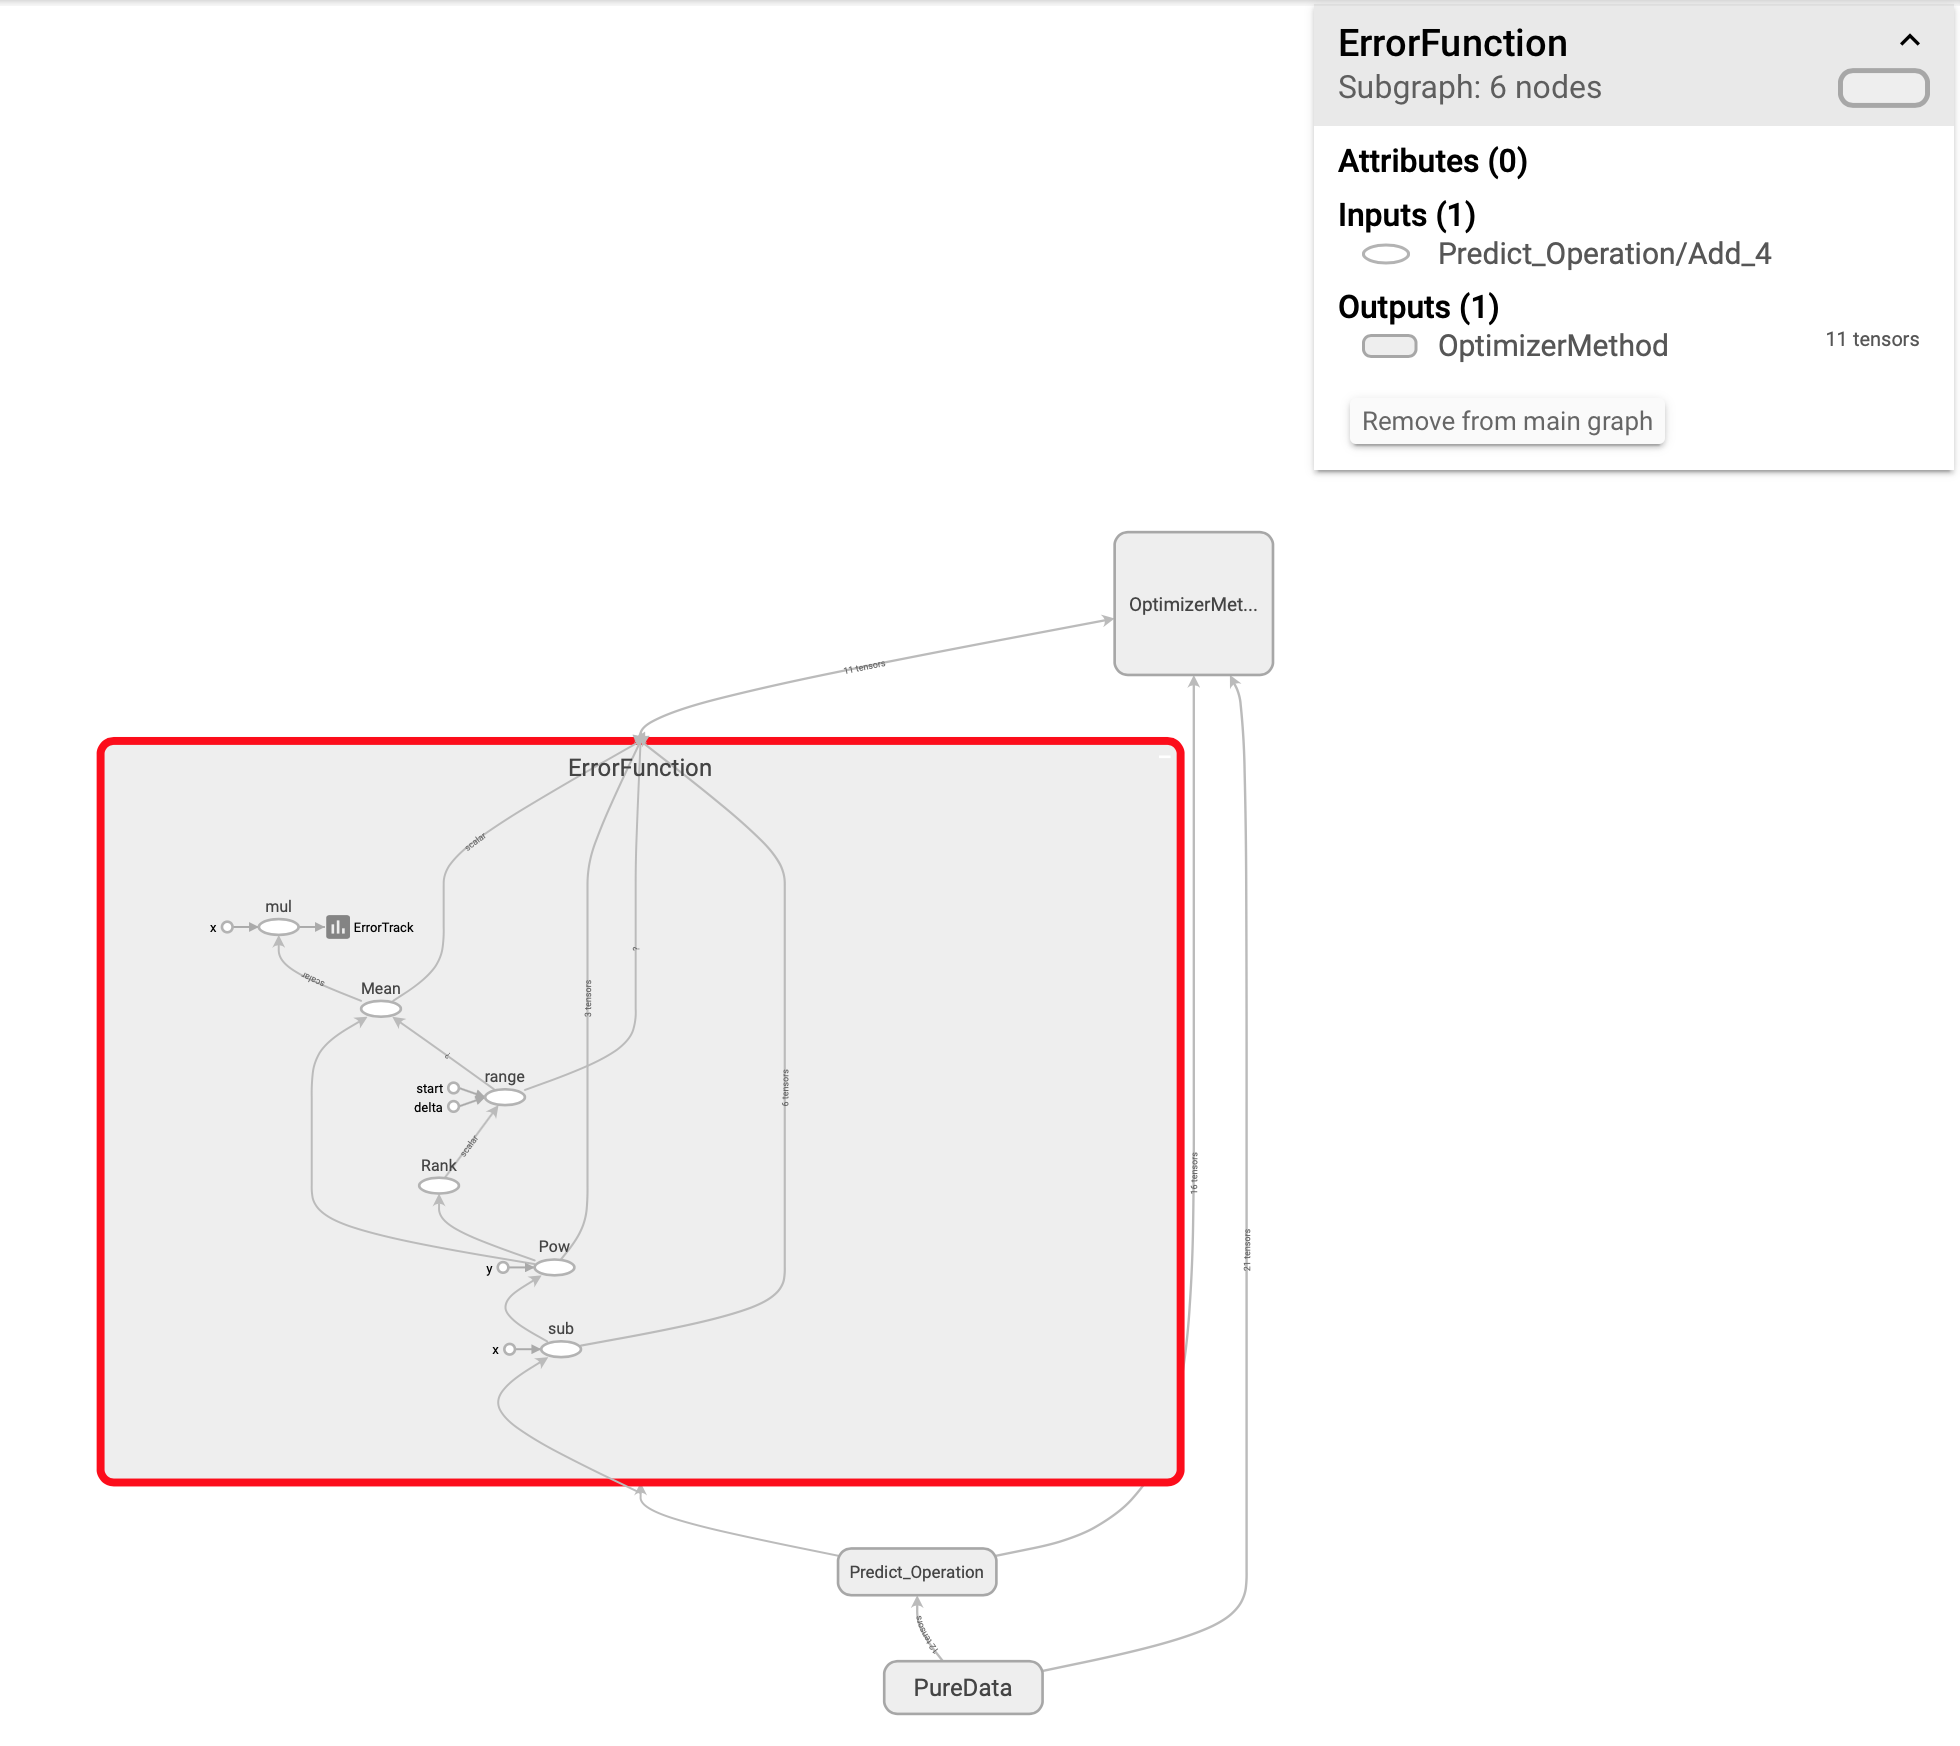 ErrorFunction
Subgraph: 6 nodes
Attributes (0)
Inputs (1)
Predict_Operation/Add_4
Outputs (1)
OptimizerMethod
11 tensors
Remove from main graph
OptimizerMet...
11 tensors
ErrorFunction
scalar
mul
x
ErrorTrack
?
scalar
Mean
3 tensors
?
range
start
delta
6 tensors
scalar
Rank
16 tensors
Pow
y
21 tensors
sub
x
Predict_Operation
12 tensors
PureData